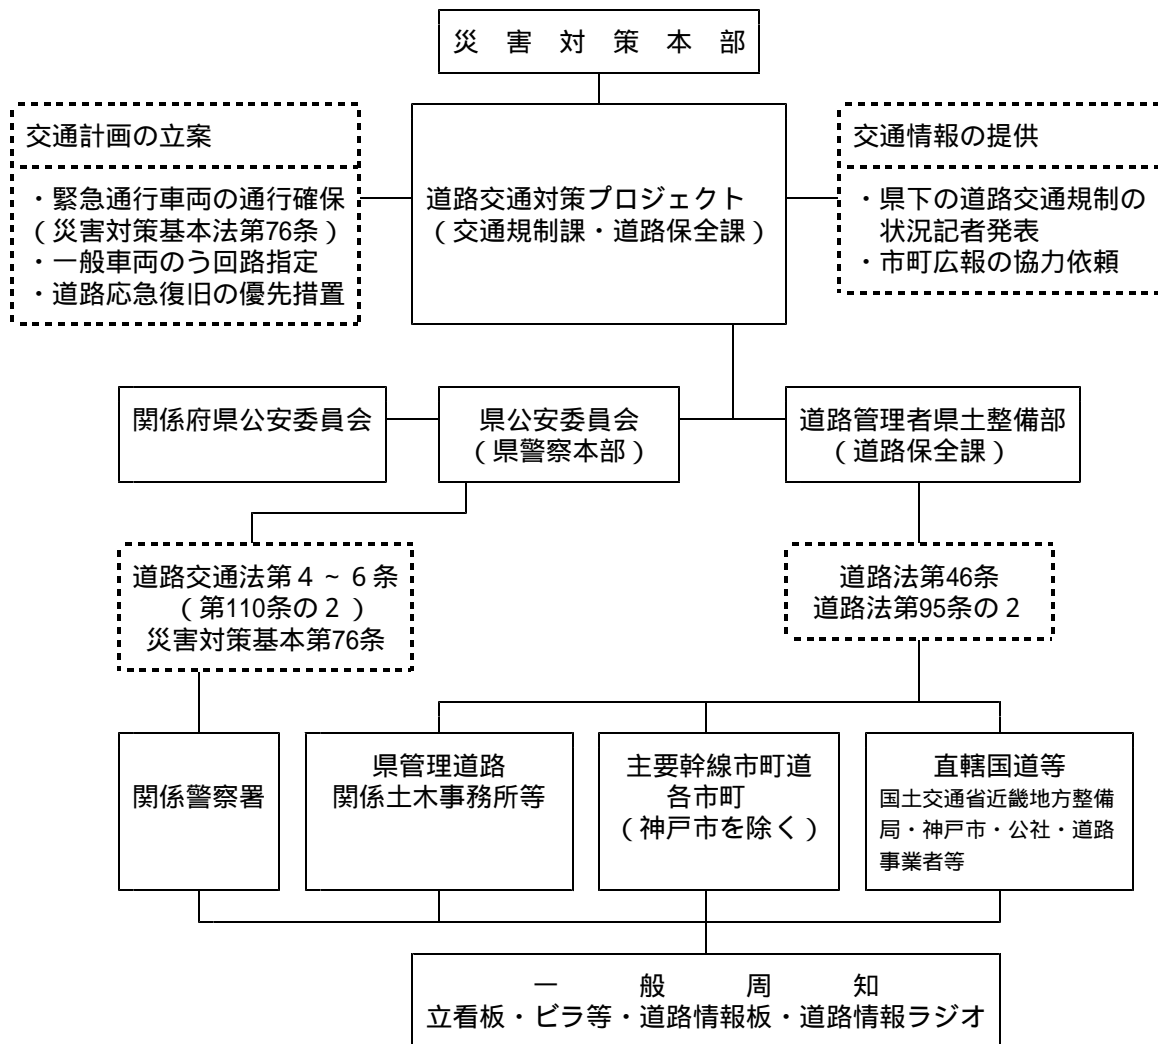 災 害 対 策 本 部
交通計画の立案
・緊急通行車両の通行確保
（災害対策基本法第76条）
・一般車両のう回路指定
・道路応急復旧の優先措置
道路交通対策プロジェクト
（交通規制課・道路保全課）
交通情報の提供
・県下の道路交通規制の
状況記者発表
・市町広報の協力依頼
関係府県公安委員会
県公安委員会
（県警察本部）
道路管理者県土整備部
（道路保全課）
道路交通法第４～６条
（第110条の２）
災害対策基本第76条
道路法第46条
道路法第95条の２
関係警察署
県管理道路
関係土木事務所等
主要幹線市町道
各市町
（神戸市を除く）
直轄国道等
国土交通省近畿地方整備
局・神戸市・公社・道路
事業者等
一 般 周 知
立看板・ビラ等・道路情報板・道路情報ラジオ